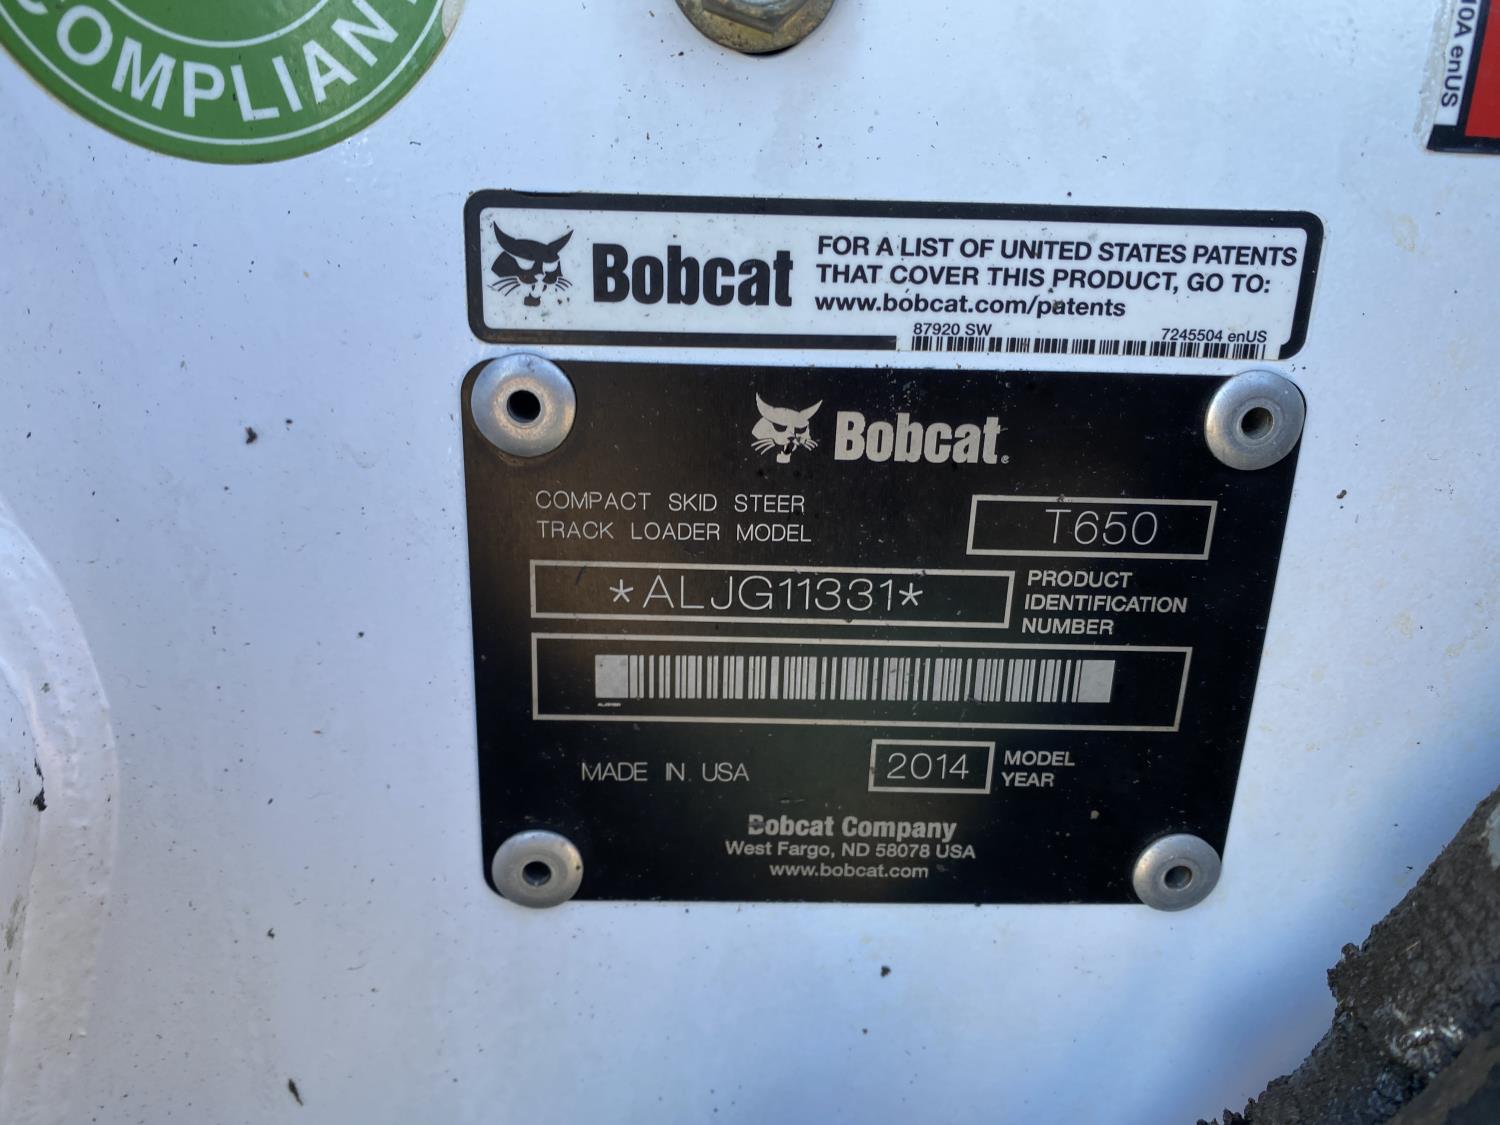 COMPLIANT
10A enUS
Bobcat
FOR A LIST OF UNITED STATES PATENTS
THAT COVER THIS PRODUCT, GO TO:
www.bobcat.com/patents
87920 SW
7245504 enUS
Bobcat.
COMPACT SKID STEER
TRACK LOADER MODEL
T650
*ALJG11331*
PRODUCT
IDENTIFICATION
NUMBER
MADE IN USA
2014
MODEL
YEAR
Bobcat Company
West Fargo, ND 58078 USA
www.bobcat.com